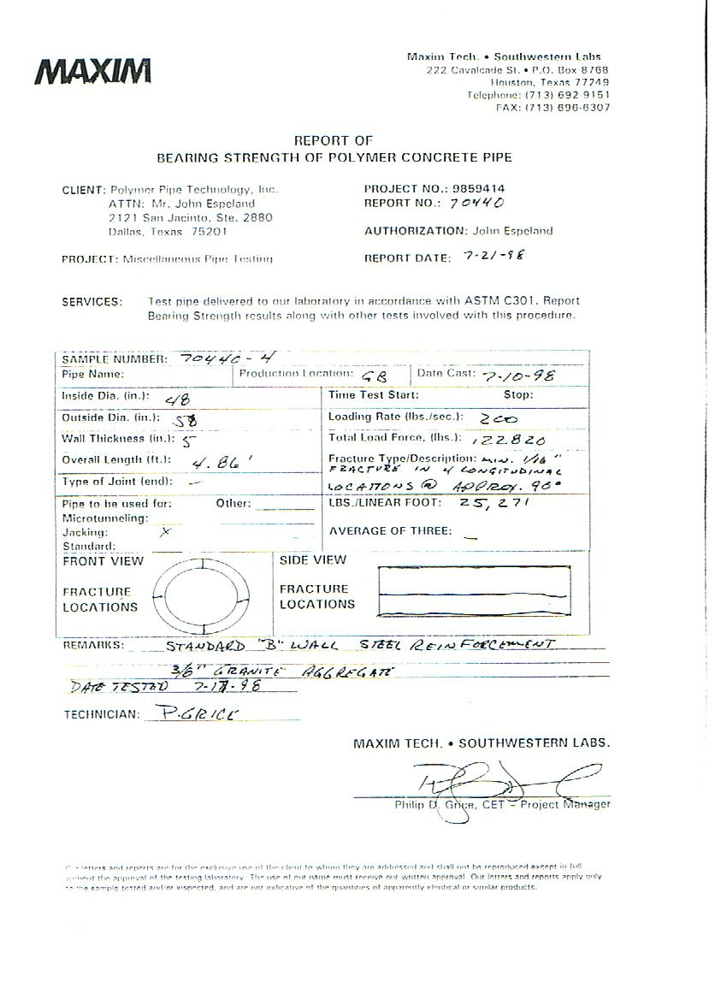 MAXIM
Maxim Tech. • Southwestern Labs
222 Cavalcade St. • P.O. Box 8768
Houston, Texas 77249
Telephone: (713) 692-9151
FAX: (713) 696-6307
REPORT OF
BEARING STRENGTH OF POLYMER CONCRETE PIPE
CLIENT: Polymer Pipe Technology, Inc.
ATTN: Mr. John Espeland
2121 San Jacinto, Ste. 2880
Dallas, Texas 75201
PROJECT NO.: 9859414
REPORT NO.: 70440
AUTHORIZATION: John Espeland
PROJECT: Miscellaneous Pipe Testing
REPORT DATE: 7-21-98
SERVICES: Test pipe delivered to our laboratory in accordance with ASTM C301. Report
Bearing Strength results along with other tests involved with this procedure.
SAMPLE NUMBER: 70440-4
Pipe Name: Production Location: GB Date Cast: 7-10-98
Inside Dia. (in.): 48
Outside Dia. (in.): 58
Wall Thickness (in.): 5
Overall Length (ft.): 4.86'
Type of Joint (end): —
Time Test Start: Stop:
Loading Rate (lbs./sec.): 200
Total Load Force, (lbs.): 122820
Fracture Type/Description: MIN. 1/16"
FRACTURE IN 4 LONGITUDINAL
LOCATIONS @ APPROX. 90°
Pipe to be used for: Other:
Microtunneling:
Jacking: X
Standard:
LBS./LINEAR FOOT: 25,271
AVERAGE OF THREE: —
FRONT VIEW
FRACTURE
LOCATIONS
SIDE VIEW
FRACTURE
LOCATIONS
REMARKS: STANDARD "B" WALL STEEL REINFORCEMENT
3/8" GRANITE AGGREGATE
DATE TESTED
TECHNICIAN: P. GRICE
MAXIM TECH. • SOUTHWESTERN LABS.
Philip D. Grice, CET – Project Manager
letters and reports are for the exclusive use of the client to whom they are addressed and shall not be reproduced except in full
without the approval of the testing laboratory. The use of our name must receive our written approval. Our letters and reports apply only
to the sample tested and/or inspected, and are not indicative of the quantities of apparently identical or similar products.